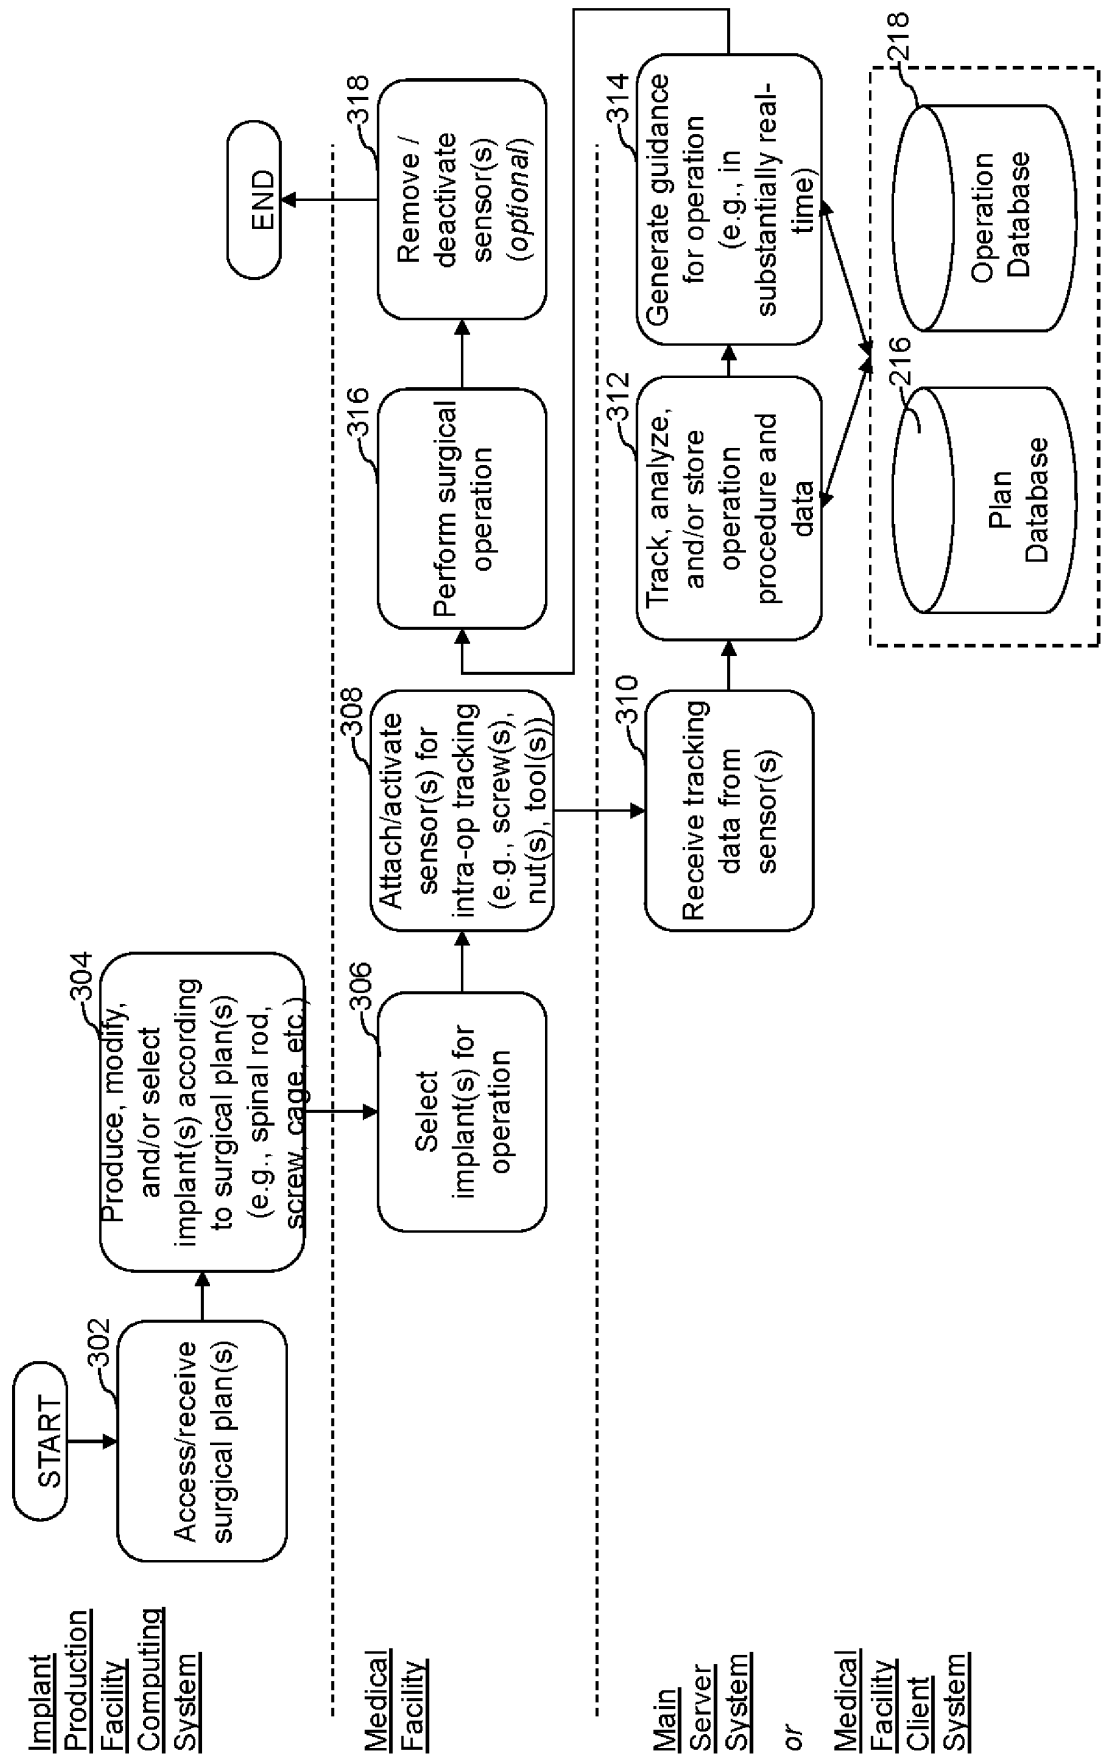 Implant
Production
Facility
Computing
System
START
302
Access/receive
surgical plan(s)
304
Produce, modify,
and/or select
implant(s) according
to surgical plan(s)
(e.g., spinal rod,
screw, cage, etc.)
END
Medical
Facility
306
Select
implant(s) for
operation
308
Attach/activate
sensor(s) for
intra-op tracking
(e.g., screw(s),
nut(s), tool(s))
316
Perform surgical
operation
318
Remove /
deactivate
sensor(s)
(optional)
Main
Server
System
or
Medical
Facility
Client
System
310
Receive tracking
data from
sensor(s)
312
Track, analyze,
and/or store
operation
procedure and
data
314
Generate guidance
for operation
(e.g., in
substantially real-
time)
216
Plan
Database
218
Operation
Database